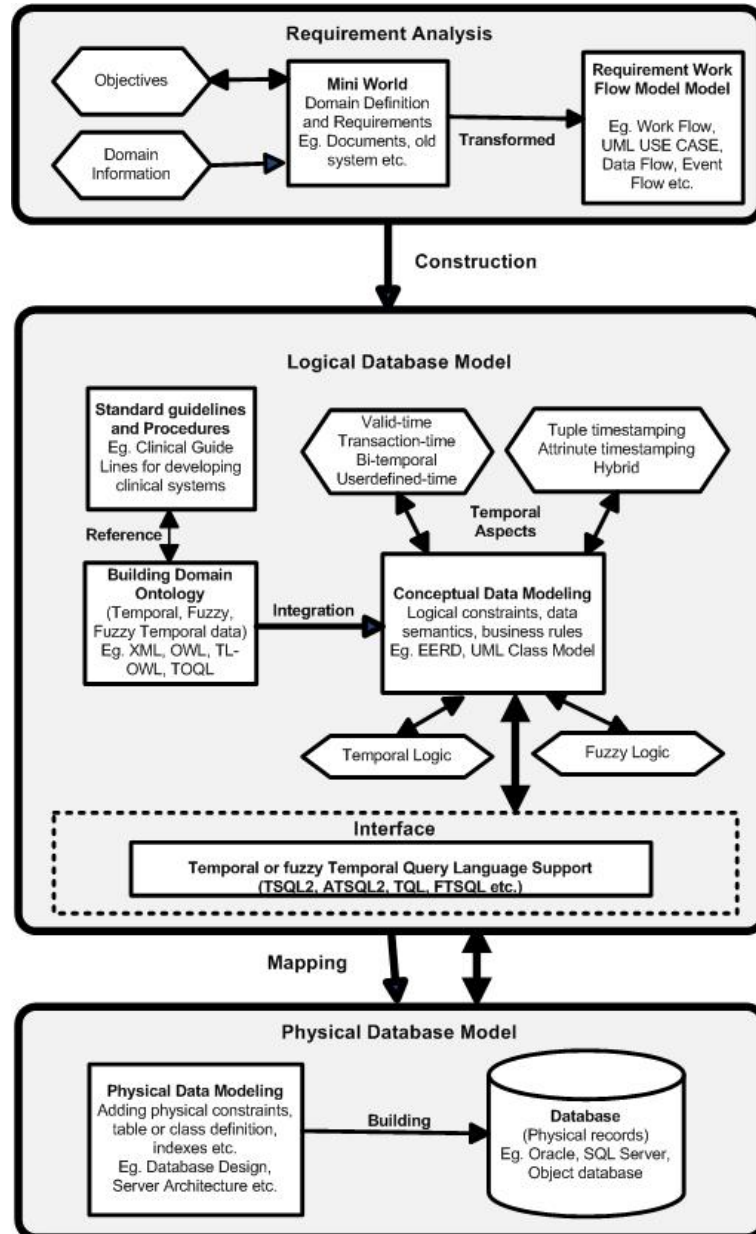 Requirement Analysis
Objectives
Domain
Information
Mini World
Domain Definition
and Requirements
Eg. Documents, old
system etc.
Transformed
Requirement Work
Flow Model Model
Eg. Work Flow,
UML USE CASE,
Data Flow, Event
Flow etc.
Construction
Logical Database Model
Standard guidelines
and Procedures
Eg. Clinical Guide
Lines for developing
clinical systems
Valid-time
Transaction-time
Bi-temporal
Userdefined-time
Tuple timestamping
Attrinute timestamping
Hybrid
Temporal
Aspects
Reference
Building Domain
Ontology
(Temporal, Fuzzy,
Fuzzy Temporal data)
Eg. XML, OWL, TL-
OWL, TOQL
Integration
Conceptual Data Modeling
Logical constraints, data
semantics, business rules
Eg. EERD, UML Class Model
Temporal Logic
Fuzzy Logic
Interface
Temporal or fuzzy Temporal Query Language Support
(TSQL2, ATSQL2, TQL, FTSQL etc.)
Mapping
Physical Database Model
Physical Data Modeling
Adding physical constraints,
table or class definition,
indexes etc.
Eg. Database Design,
Server Architecture etc.
Building
Database
(Physical records)
Eg. Oracle, SQL Server,
Object database